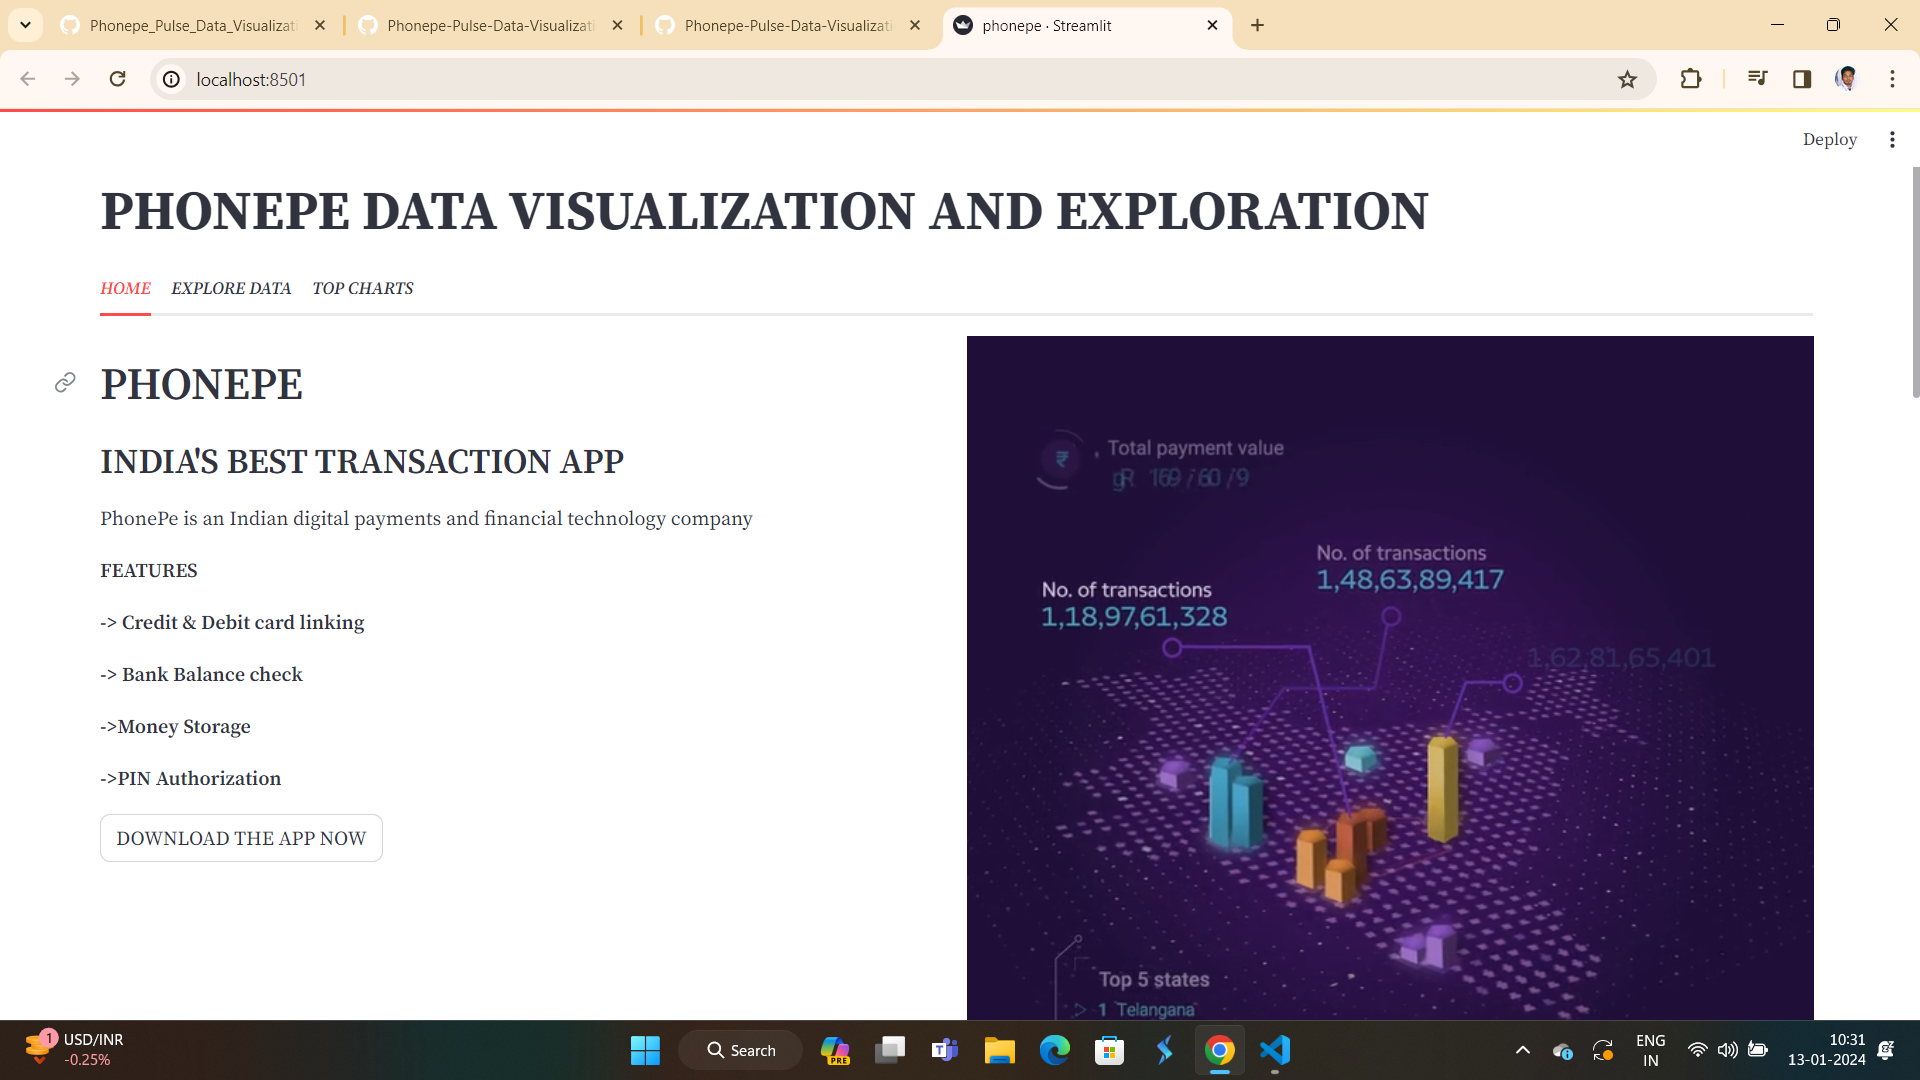 Phonepe_Pulse_Data_Visualizati
Phonepe-Pulse-Data-Visualizati
Phonepe-Pulse-Data-Visualizati
phonepe · Streamlit
localhost:8501
Deploy
PHONEPE DATA VISUALIZATION AND EXPLORATION
HOME EXPLORE DATA TOP CHARTS
PHONEPE
INDIA'S BEST TRANSACTION APP
PhonePe is an Indian digital payments and financial technology company
FEATURES
-> Credit & Debit card linking
-> Bank Balance check
->Money Storage
->PIN Authorization
DOWNLOAD THE APP NOW
₹
Total payment value
No. of transactions
1,48,63,89,417
No. of transactions
1,18,97,61,328
1,62,81,65,401
Top 5 states
1 Telangana
1
USD/INR
-0.25%
Search
PRE
ENG
IN
10:31
13-01-2024